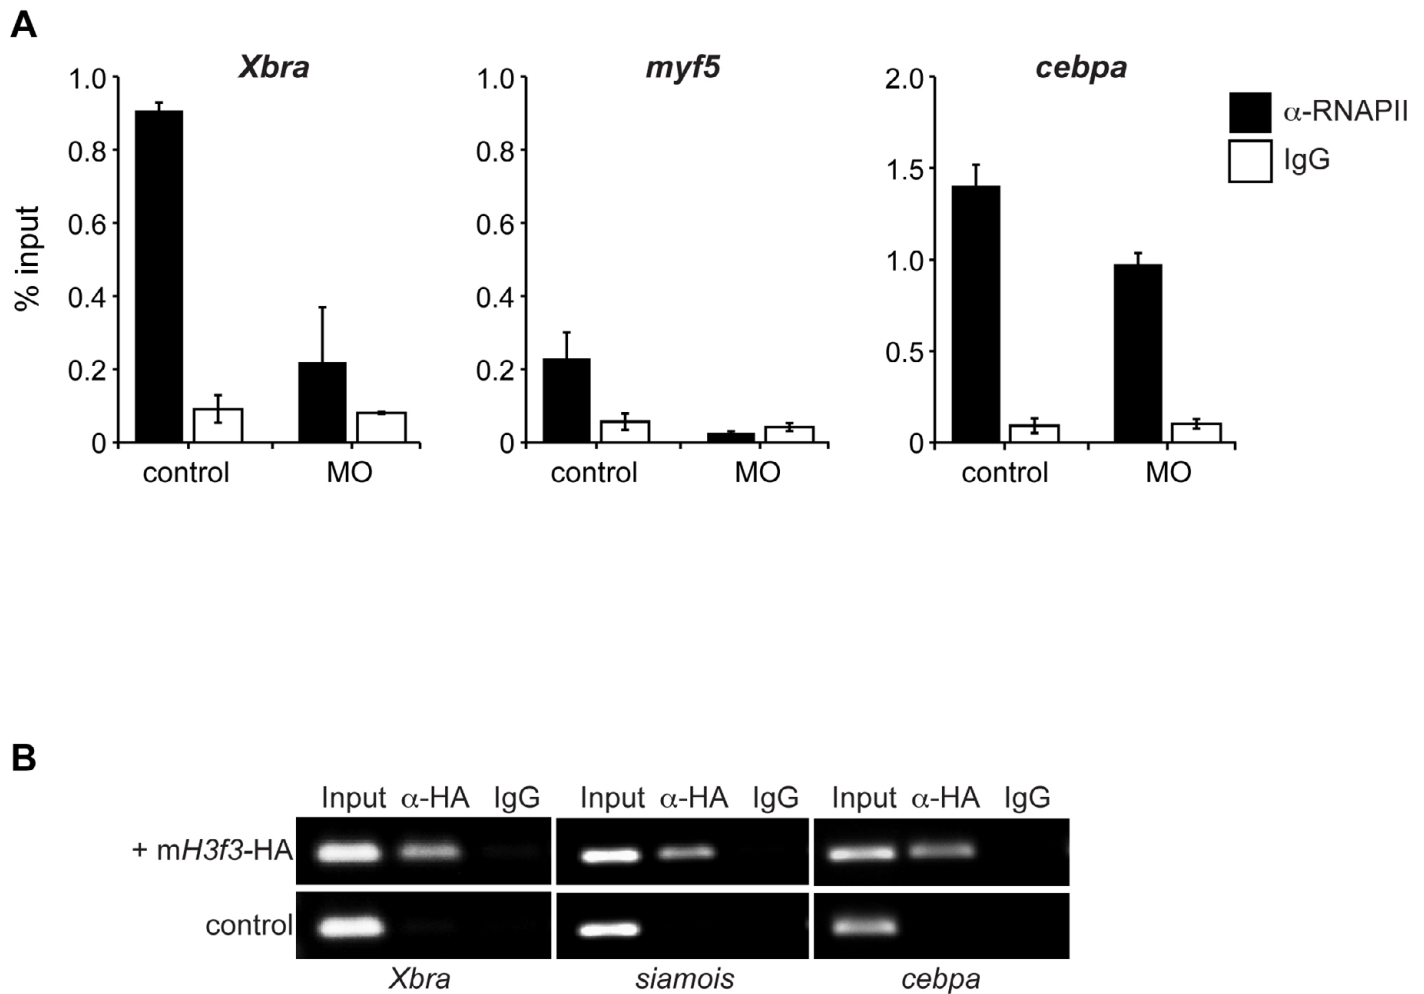 A
Xbra myf5 cebpa
1.0 1.0 2.0
α-RNAPII
0.8 0.8
1.5
IgG
% input
0.6 0.6
1.0
0.4 0.4
0.5
0.2 0.2
0 0 0
control MO control MO control MO
B
Input α-HA IgG Input α-HA IgG Input α-HA IgG
+ mH3f3-HA
control
Xbra siamois cebpa